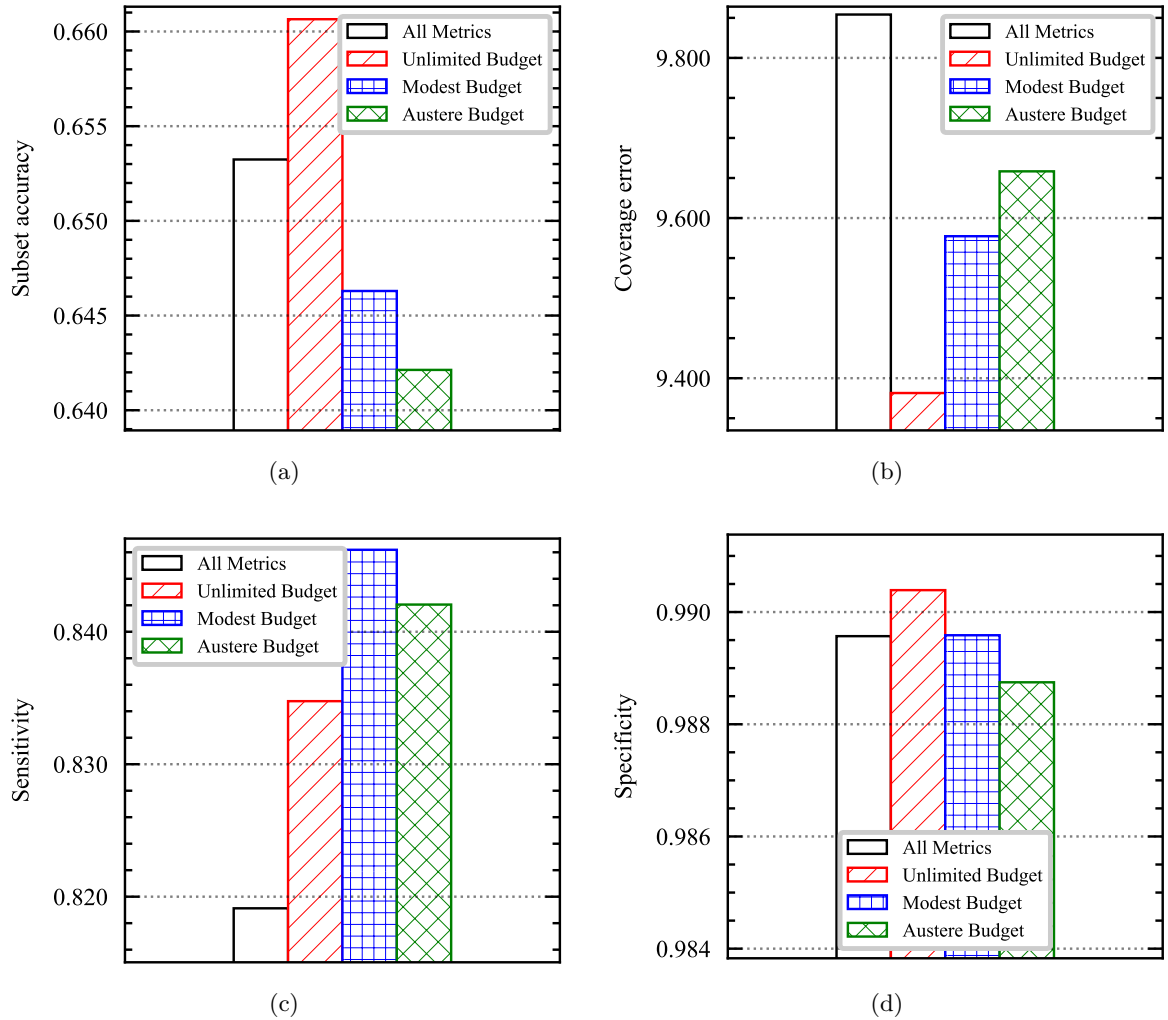 0.660
0.655
0.650
0.645
0.640
Subset accuracy
All Metrics
Unlimited Budget
Modest Budget
Austere Budget
(a)
9.800
9.600
9.400
Coverage error
All Metrics
Unlimited Budget
Modest Budget
Austere Budget
(b)
0.840
0.830
0.820
Sensitivity
All Metrics
Unlimited Budget
Modest Budget
Austere Budget
(c)
0.990
0.988
0.986
0.984
Specificity
All Metrics
Unlimited Budget
Modest Budget
Austere Budget
(d)